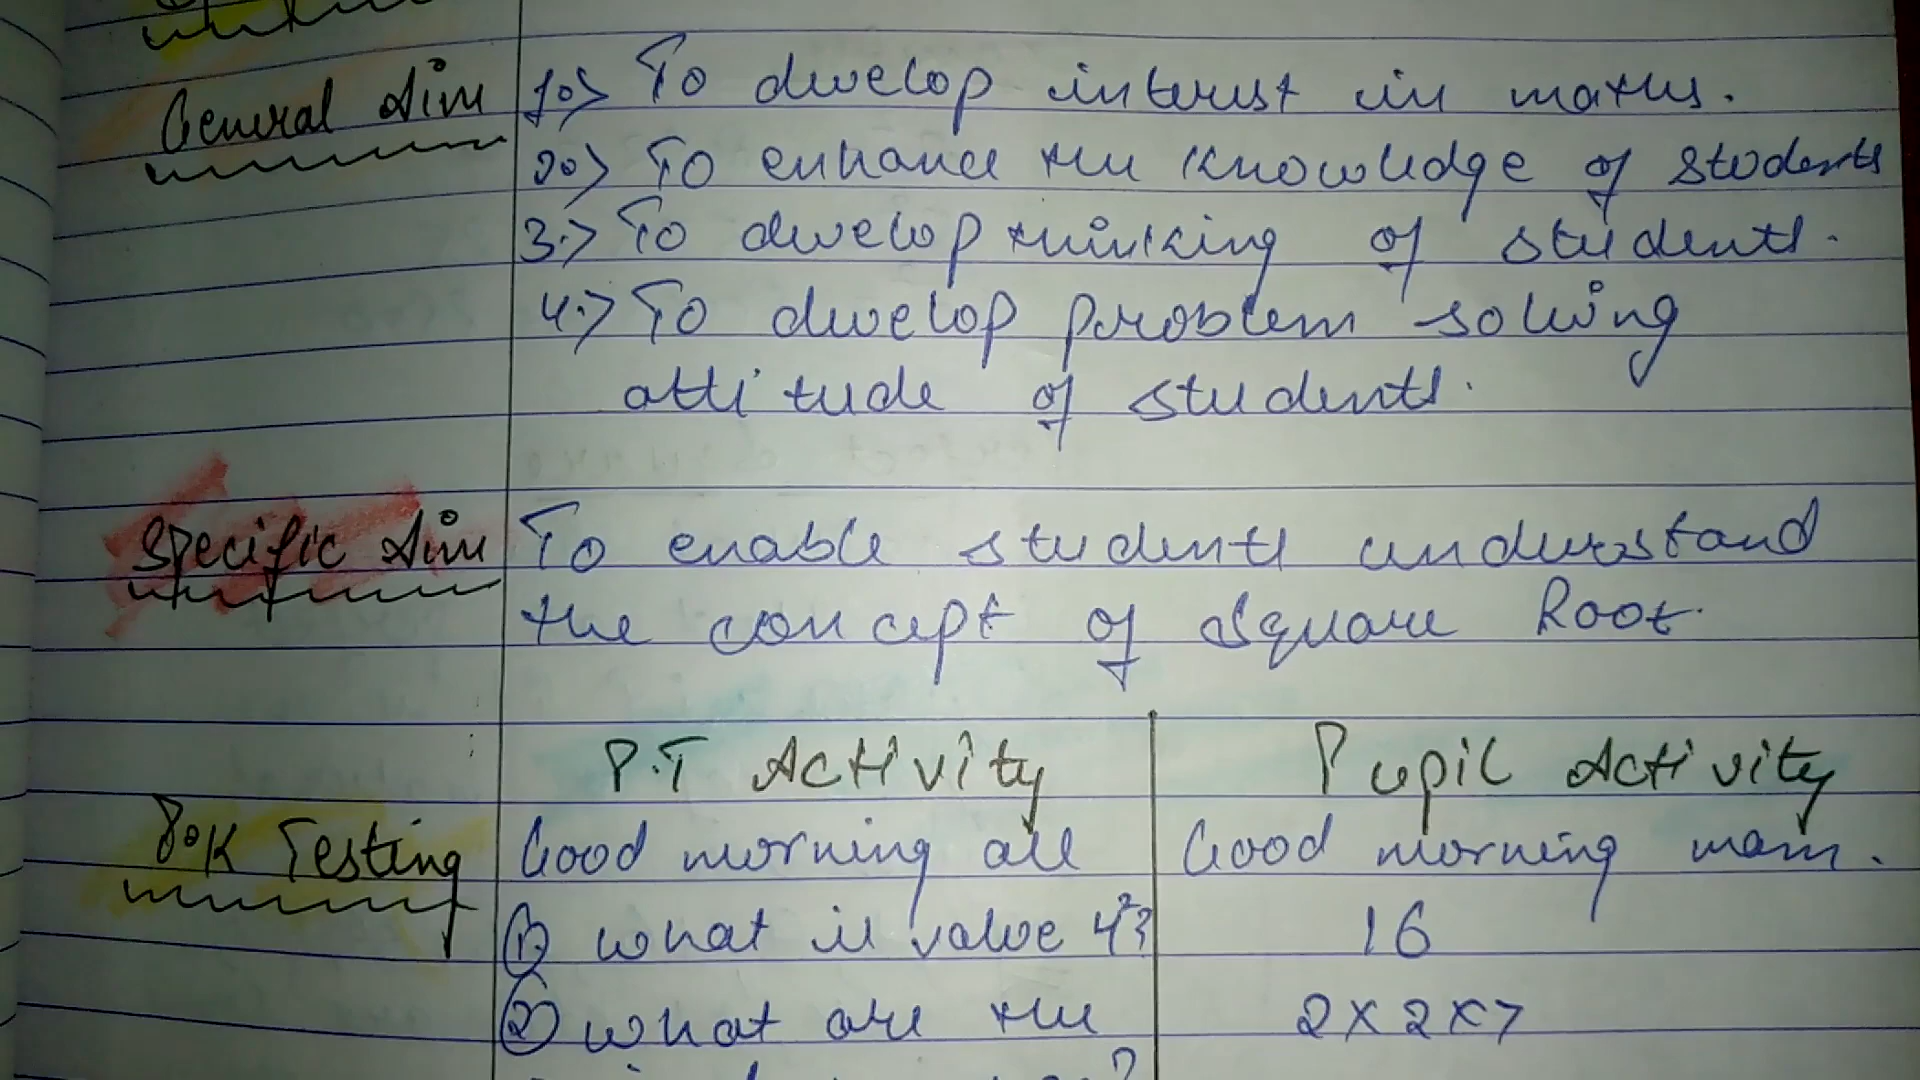 General Aim
1.> To develop interest in maths.
2.> To enhance the knowledge of students
3.> To develop thinking of students.
4.> To develop problem solving
attitude of students.
Specific Aim
To enable students understand
the concept of Square Root.
P.T Activity Pupil Activity
P.K Testing
Good morning all Good morning mam.
(1) what is value 4²? 16
(2) what are the 2x2x7